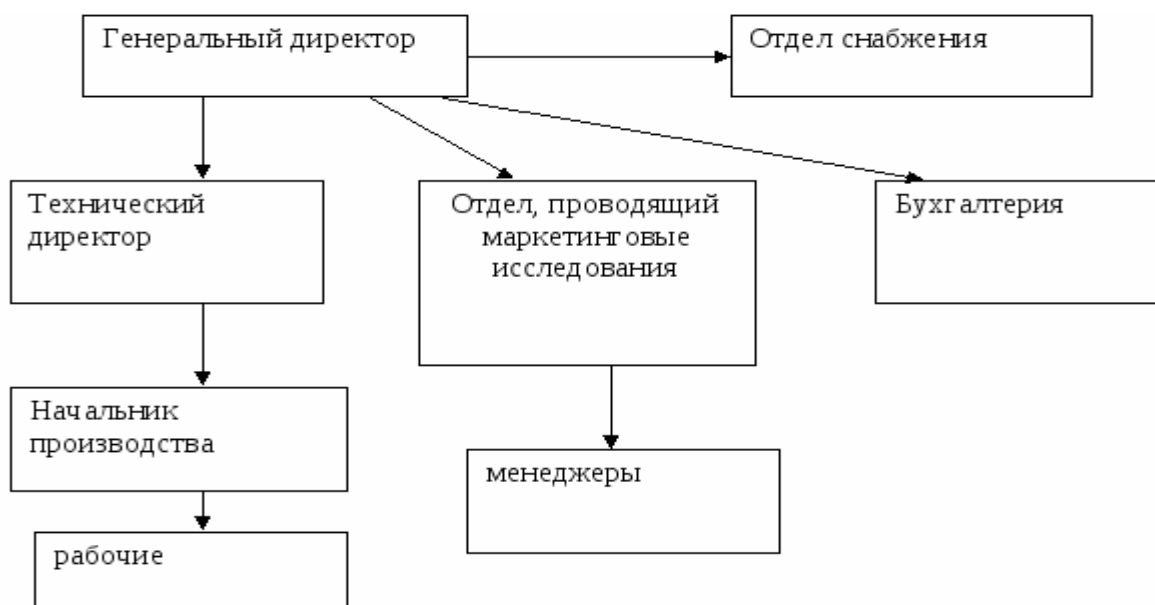 Генеральный директор
Отдел снабжения
Технический
директор
Отдел, проводящий
маркетинговые
исследования
Бухгалтерия
Начальник
производства
менеджеры
рабочие